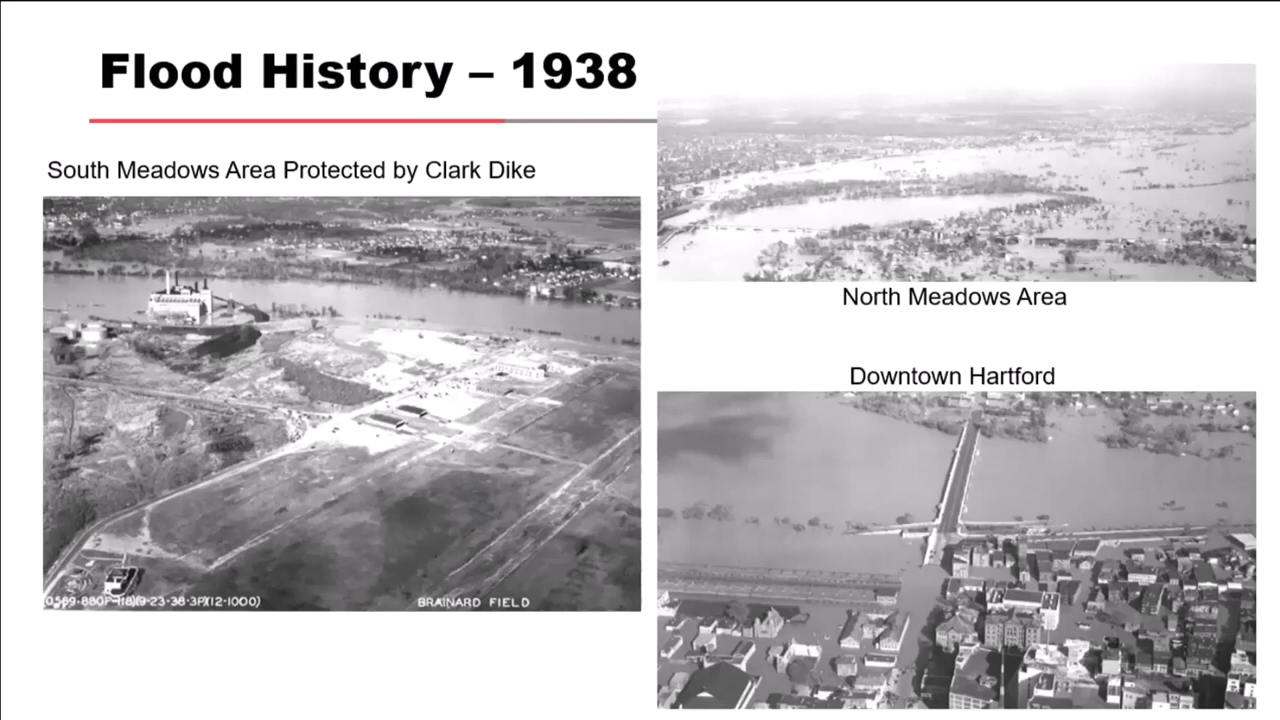 Flood History – 1938
South Meadows Area Protected by Clark Dike
North Meadows Area
Downtown Hartford
BRAINARD FIELD